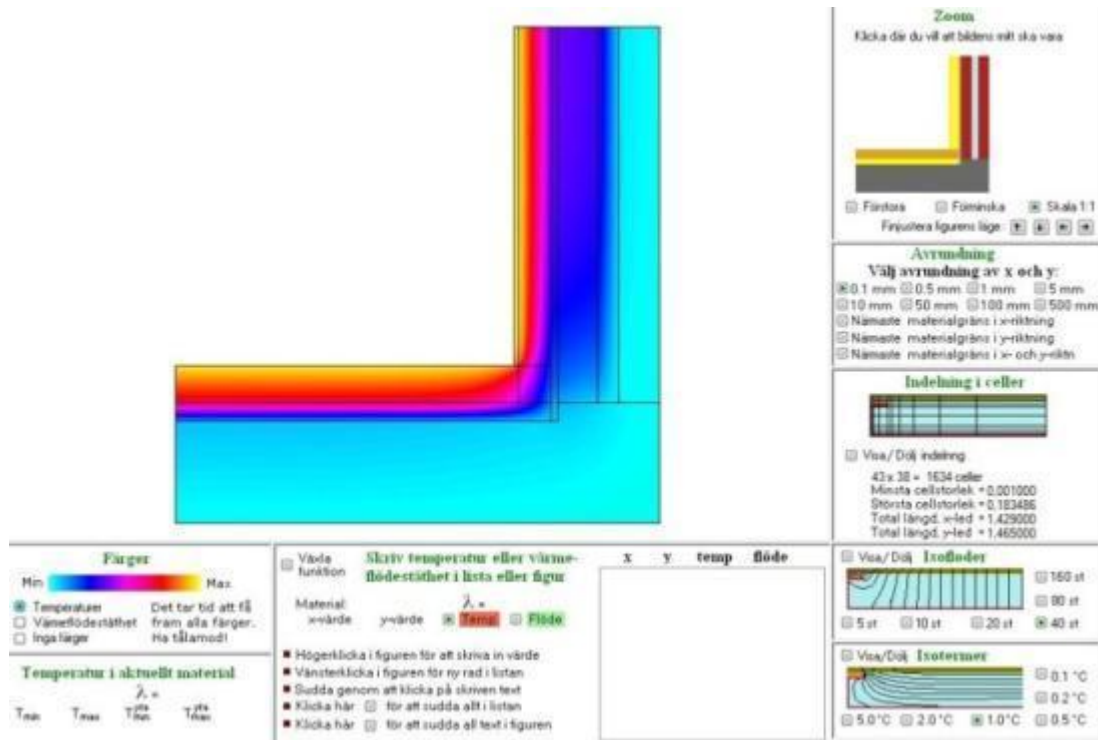 Zoom
Klicka där du vill att bildens mitt ska vara
Förstora Förminska Skala 1:1
Finjustera figurens läge:
Avrundning
Välj avrundning av x och y:
0.1 mm 0.5 mm 1 mm 5 mm
10 mm 50 mm 100 mm 500 mm
Närmaste materialgräns i x-riktning
Närmaste materialgräns i y-riktning
Närmaste materialgräns i x- och y-riktn
Indelning i celler
Visa/Dölj indelning
43 x 38 = 1634 celler
Minsta cellstorlek = 0.001000
Största cellstorlek = 0.183486
Total längd, x-led = 1.429000
Total längd, y-led = 1.465000
Färger
Min Max
Temperaturer
Värmeflödestäthet
Inga färger
Det tar tid att få
fram alla färger.
Ha tålamod!
Temperatur i aktuellt material
λ =
Tmin Tmax
Växla
funktion
Skriv temperatur eller värme-
flödestäthet i lista eller figur
Material: λ =
x-värde y-värde Temp Flöde
Högerklicka i figuren för att skriva in värde
Vänsterklicka i figuren för ny rad i listan
Sudda genom att klicka på skriven text
Klicka här för att sudda allt i listan
Klicka här för att sudda all text i figuren
x y temp flöde
Visa/Dölj Isoflöder
160 st
80 st
5 st 10 st 20 st 40 st
Visa/Dölj Isotermer
0.1 °C
0.2 °C
5.0 °C 2.0 °C 1.0 °C 0.5 °C